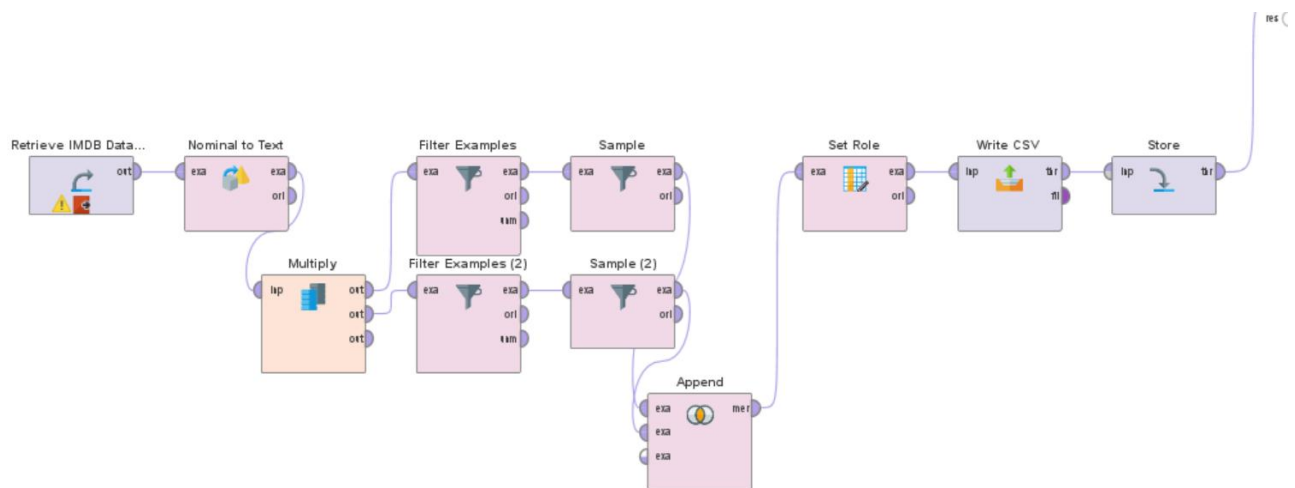 res
Retrieve IMDB Data...
out
Nominal to Text
exa
exa
ori
Filter Examples
exa
exa
ori
unm
Sample
exa
exa
ori
Set Role
exa
exa
ori
Write CSV
inp
thr
fil
Store
inp
thr
Multiply
inp
out
out
out
Filter Examples (2)
exa
exa
ori
unm
Sample (2)
exa
exa
ori
Append
exa
mer
exa
exa